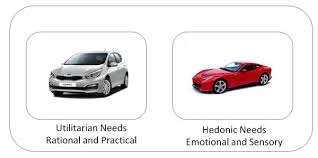 Utilitarian Needs
Rational and Practical
Hedonic Needs
Emotional and Sensory